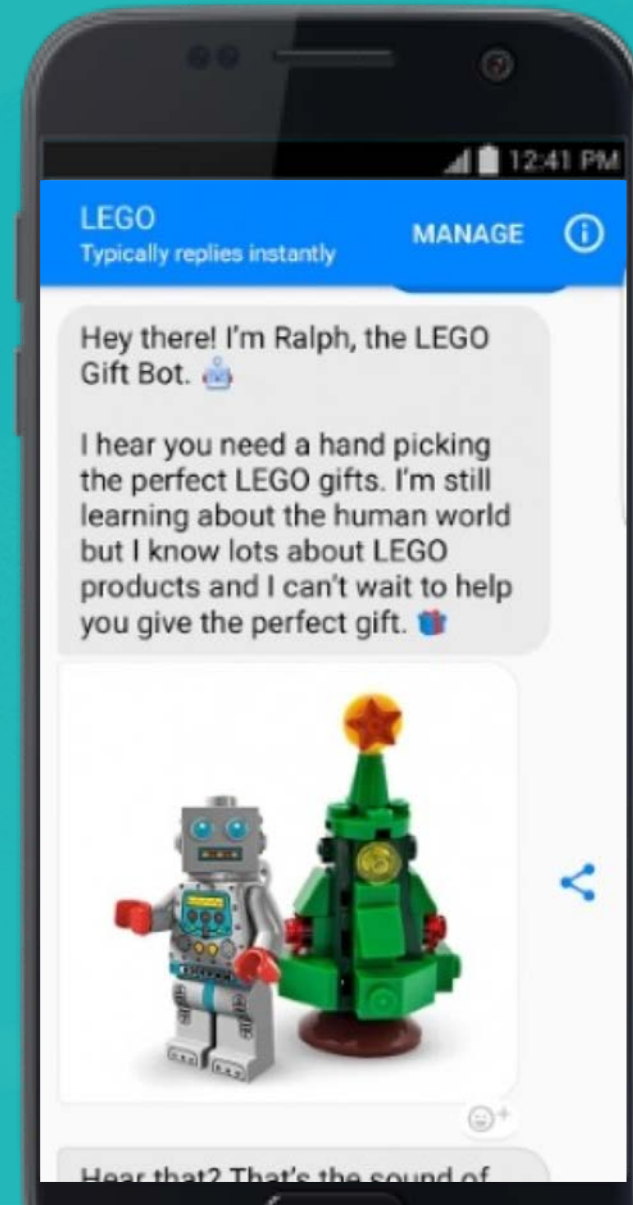 12:41 PM
LEGO
Typically replies instantly
MANAGE
Hey there! I'm Ralph, the LEGO
Gift Bot. 🤖
I hear you need a hand picking
the perfect LEGO gifts. I'm still
learning about the human world
but I know lots about LEGO
products and I can't wait to help
you give the perfect gift. 🎁
Hear that? That's the sound of